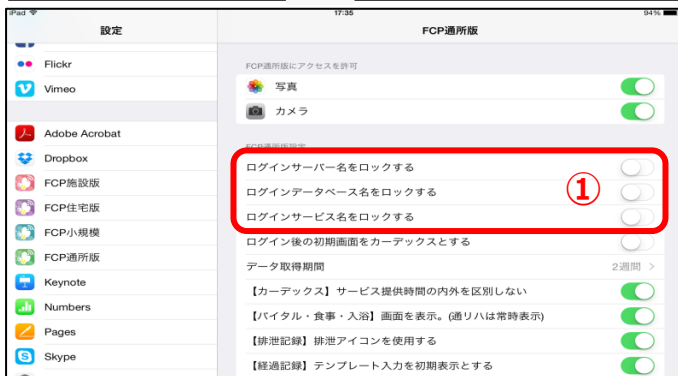 iPad 17:35 94%
設定
FCP通所版
Flickr
Vimeo
Adobe Acrobat
Dropbox
FCP施設版
FCP住宅版
FCP小規模
FCP通所版
Keynote
Numbers
Pages
Skype
FCP通所版にアクセスを許可
写真
カメラ
FCP通所版設定
ログインサーバー名をロックする
ログインデータベース名をロックする
ログインサービス名をロックする
①
ログイン後の初期画面をカーデックスとする
データ取得期間 2週間 >
【カーデックス】サービス提供時間の内外を区別しない
【バイタル・食事・入浴】画面を表示。(通リハは常時表示)
【排泄記録】排泄アイコンを使用する
【経過記録】テンプレート入力を初期表示とする